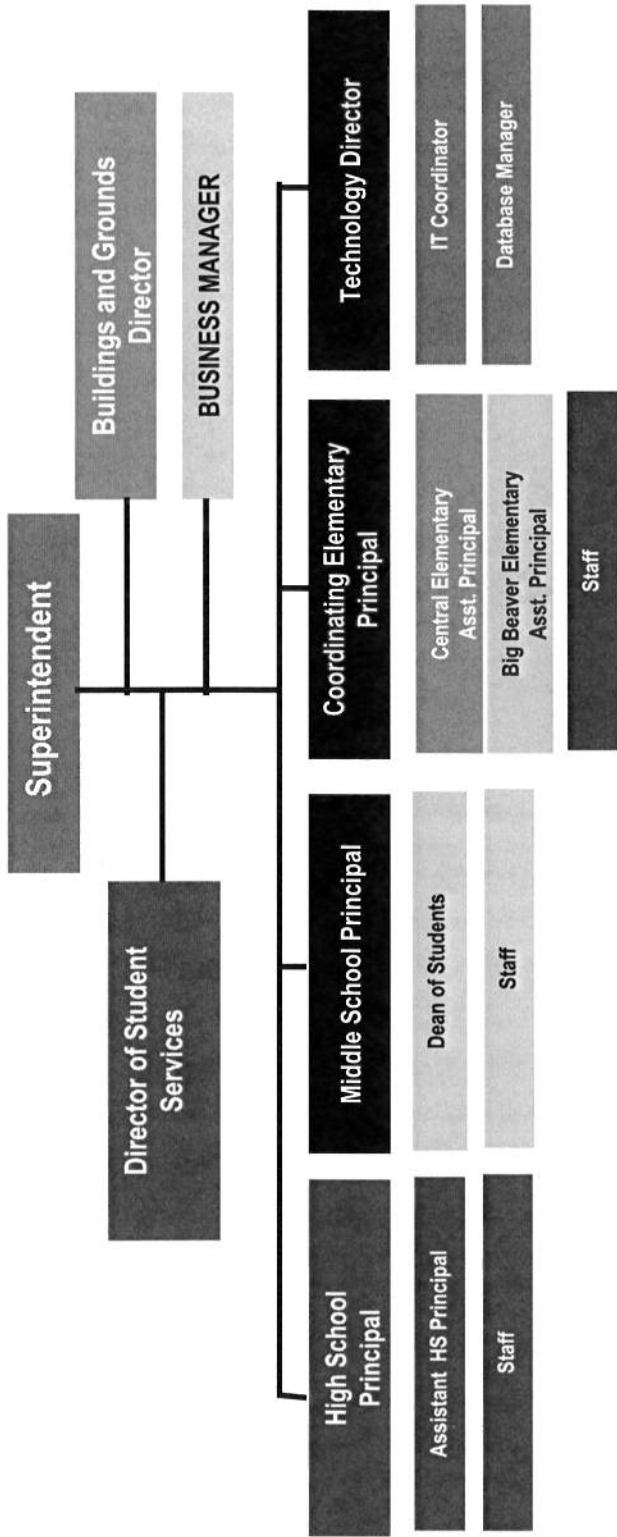 Superintendent
Buildings and Grounds
Director
BUSINESS MANAGER
Director of Student
Services
High School
Principal
Assistant HS Principal
Staff
Middle School Principal
Dean of Students
Staff
Coordinating Elementary
Principal
Central Elementary
Asst. Principal
Big Beaver Elementary
Asst. Principal
Staff
Technology Director
IT Coordinator
Database Manager